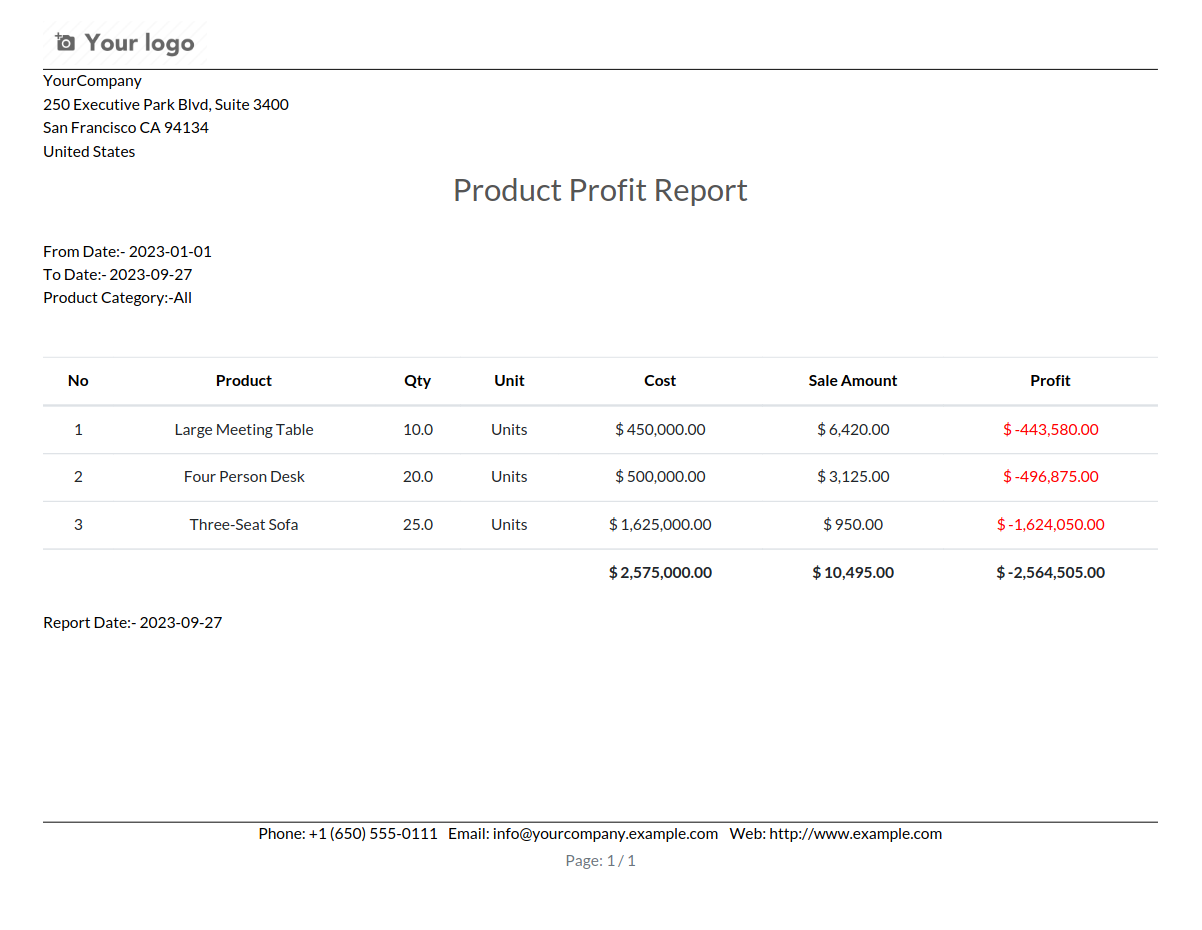 Your logo
YourCompany
250 Executive Park Blvd, Suite 3400
San Francisco CA 94134
United States
Product Profit Report
From Date:- 2023-01-01
To Date:- 2023-09-27
Product Category:-All
No Product Qty Unit Cost Sale Amount Profit
1 Large Meeting Table 10.0 Units $ 450,000.00 $ 6,420.00 $ -443,580.00
2 Four Person Desk 20.0 Units $ 500,000.00 $ 3,125.00 $ -496,875.00
3 Three-Seat Sofa 25.0 Units $ 1,625,000.00 $ 950.00 $ -1,624,050.00
$ 2,575,000.00 $ 10,495.00 $ -2,564,505.00
Report Date:- 2023-09-27
Phone: +1 (650) 555-0111 Email: info@yourcompany.example.com Web: http://www.example.com
Page: 1 / 1